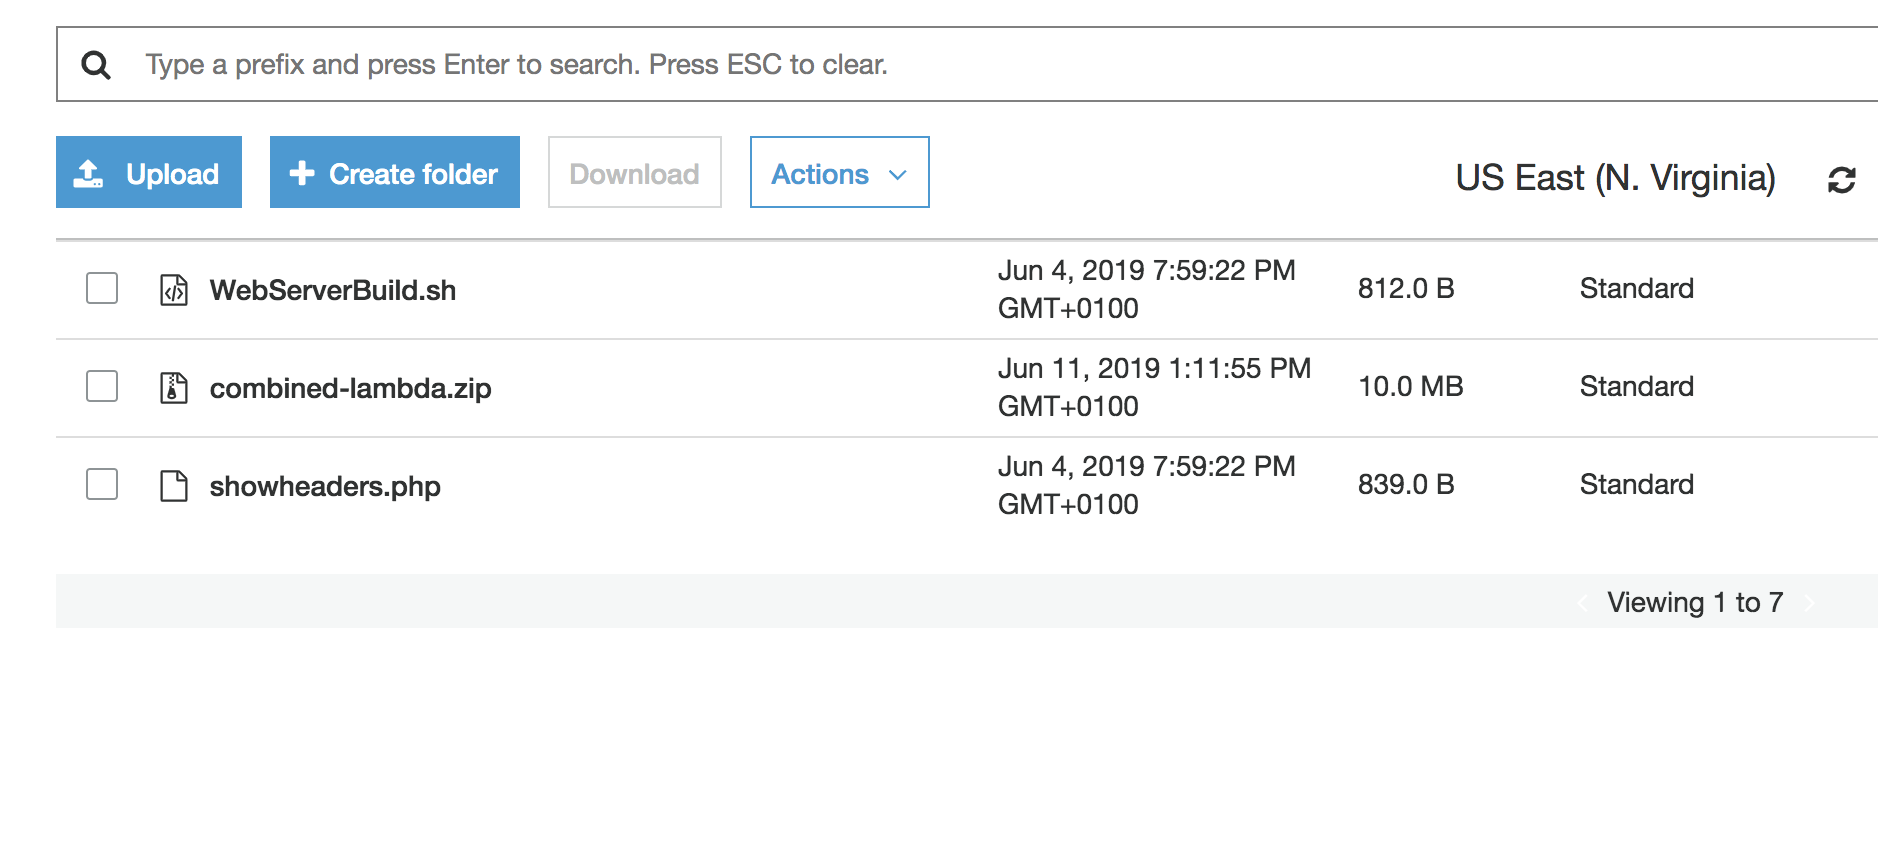 Type a prefix and press Enter to search. Press ESC to clear.
Upload
Create folder
Download
Actions
US East (N. Virginia)
WebServerBuild.sh
Jun 4, 2019 7:59:22 PM
GMT+0100
812.0 B
Standard
combined-lambda.zip
Jun 11, 2019 1:11:55 PM
GMT+0100
10.0 MB
Standard
showheaders.php
Jun 4, 2019 7:59:22 PM
GMT+0100
839.0 B
Standard
Viewing 1 to 7